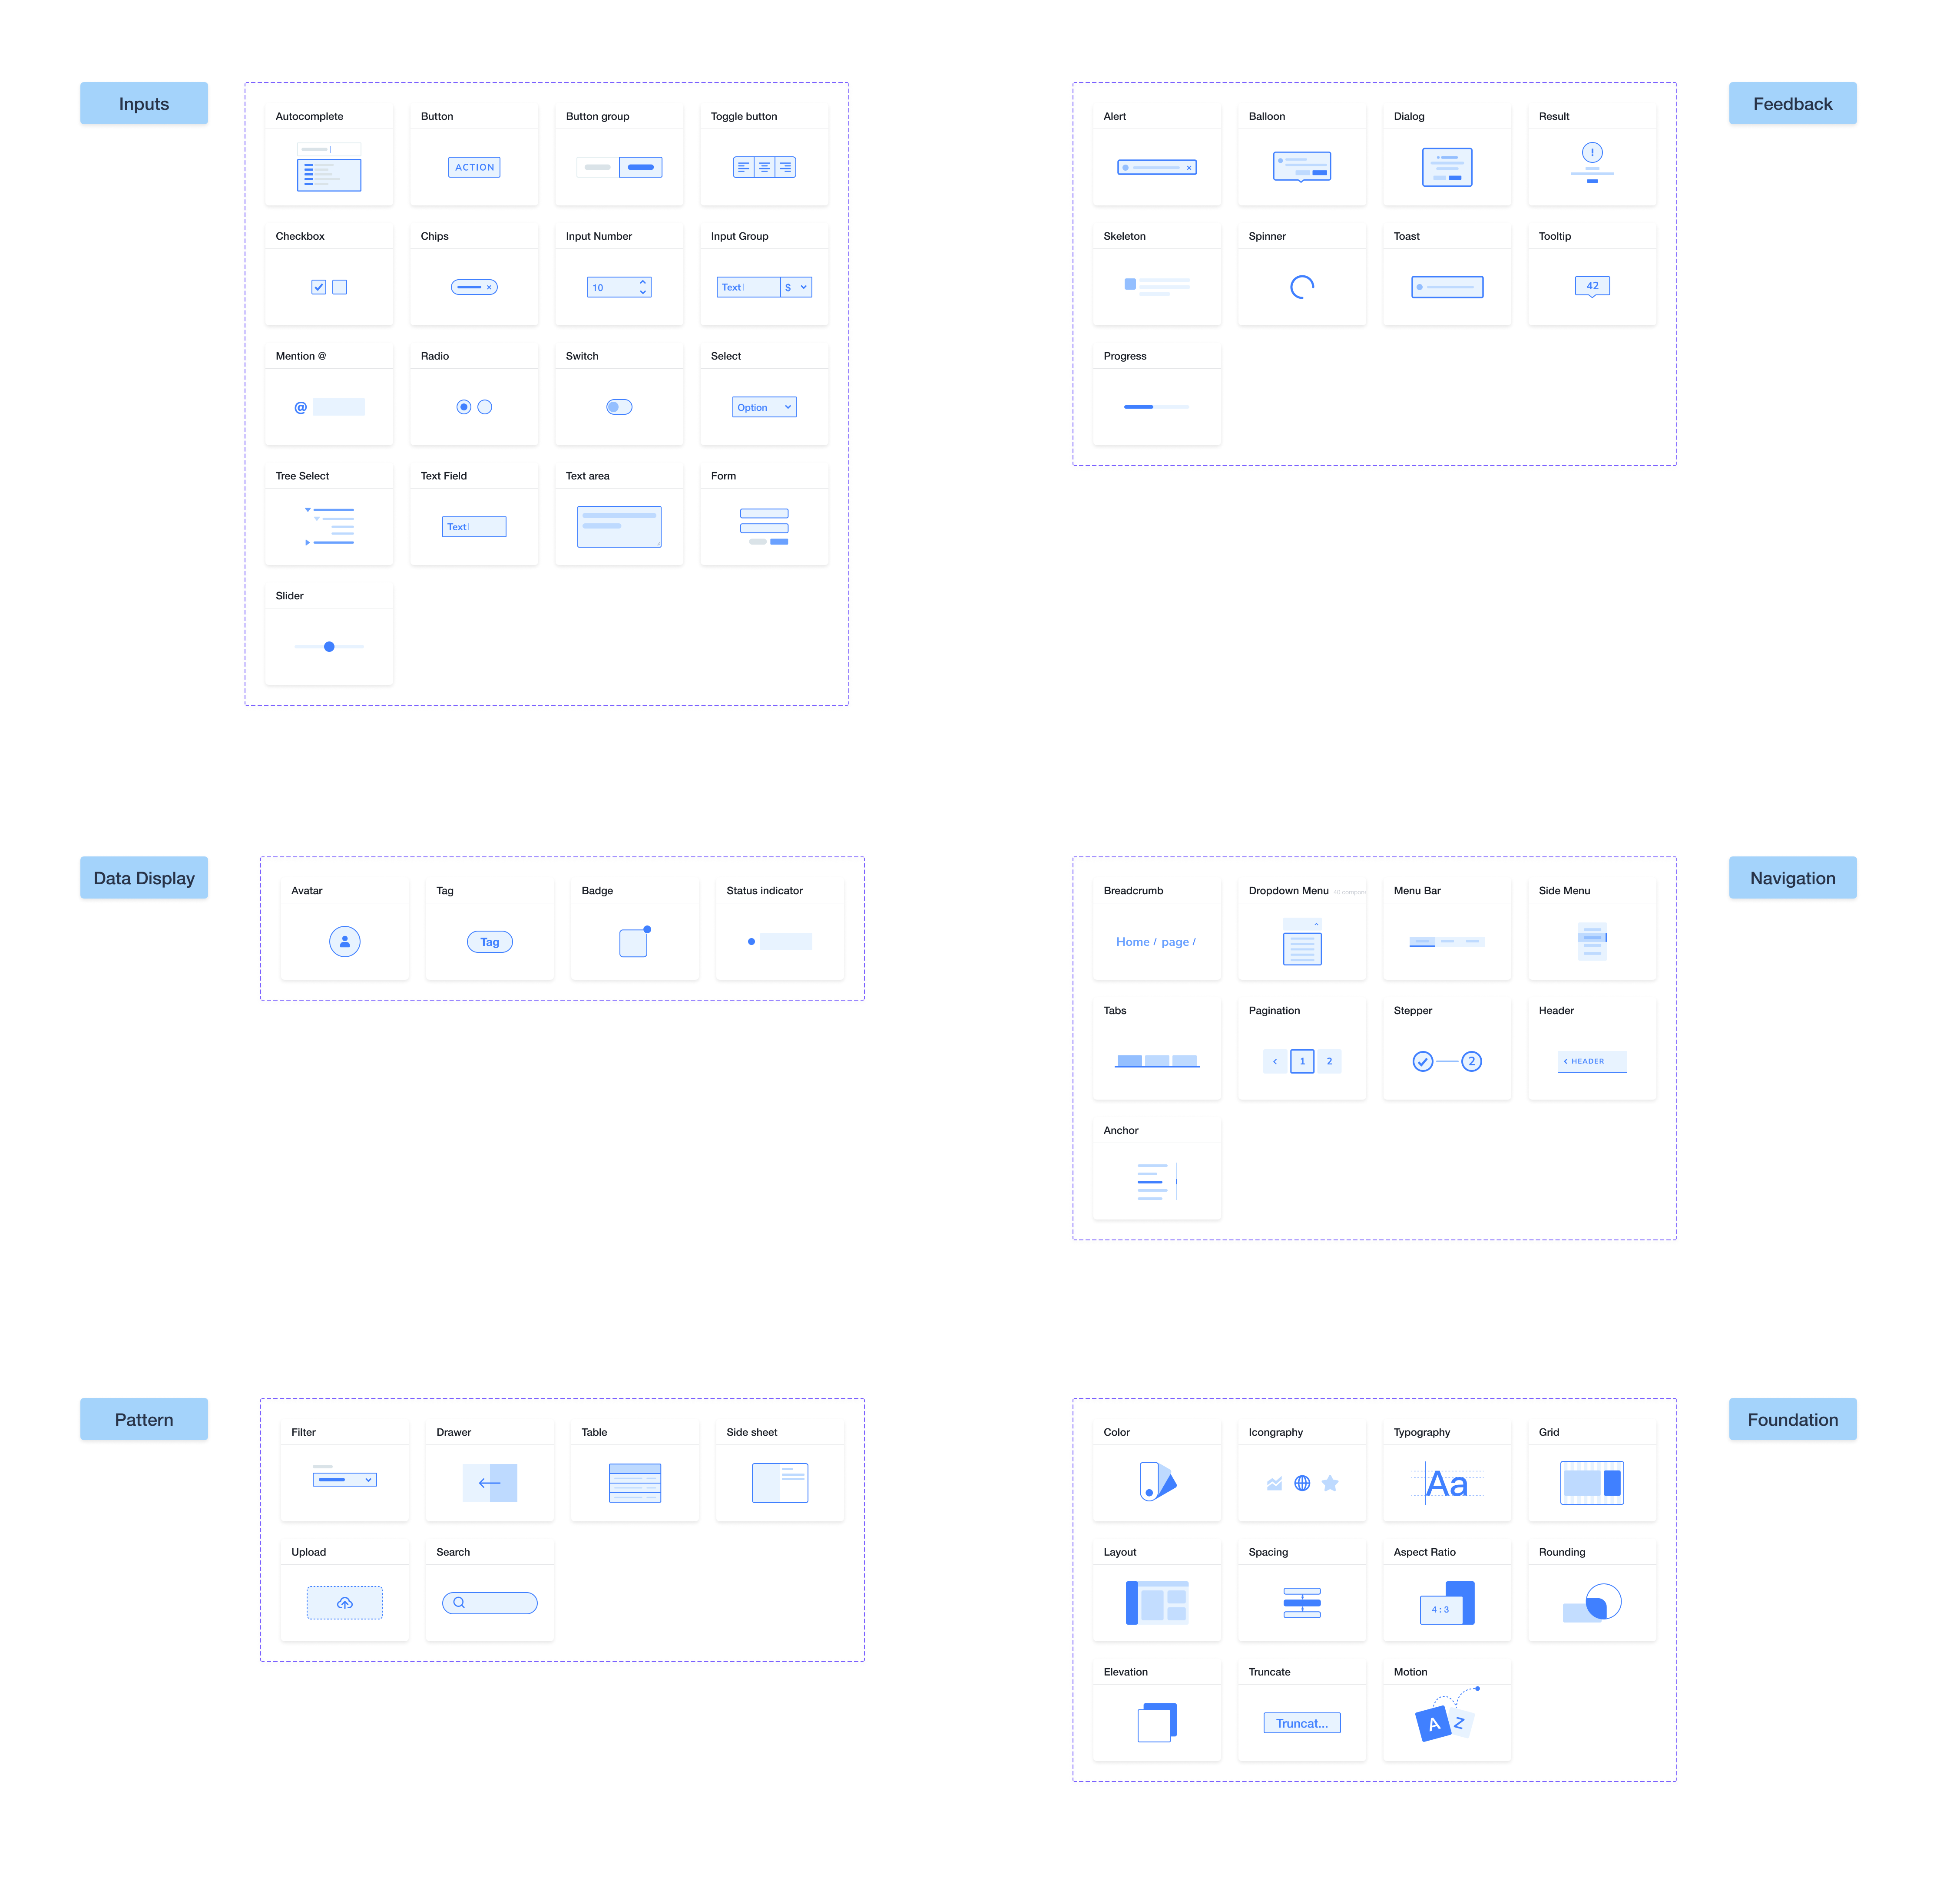 Inputs
Autocomplete
Button
ACTION
Button group
Toggle button
Checkbox
Chips
Input Number
10
Input Group
Text
$
Mention @
@
Radio
Switch
Select
Option
Tree Select
Text Field
Text
Text area
Form
Slider
Feedback
Alert
Balloon
Dialog
Result
!
Skeleton
Spinner
Toast
Tooltip
42
Progress
Data Display
Avatar
Tag
Tag
Badge
Status indicator
Navigation
Breadcrumb
Home / page /
Dropdown Menu
Menu Bar
Side Menu
Tabs
Pagination
1
2
Stepper
2
Header
HEADER
Anchor
Pattern
Filter
Drawer
Table
Side sheet
Upload
Search
Foundation
Color
Icongraphy
Typography
Aa
Grid
Layout
Spacing
Aspect Ratio
4 : 3
Rounding
Elevation
Truncate
Truncat...
Motion
A
Z